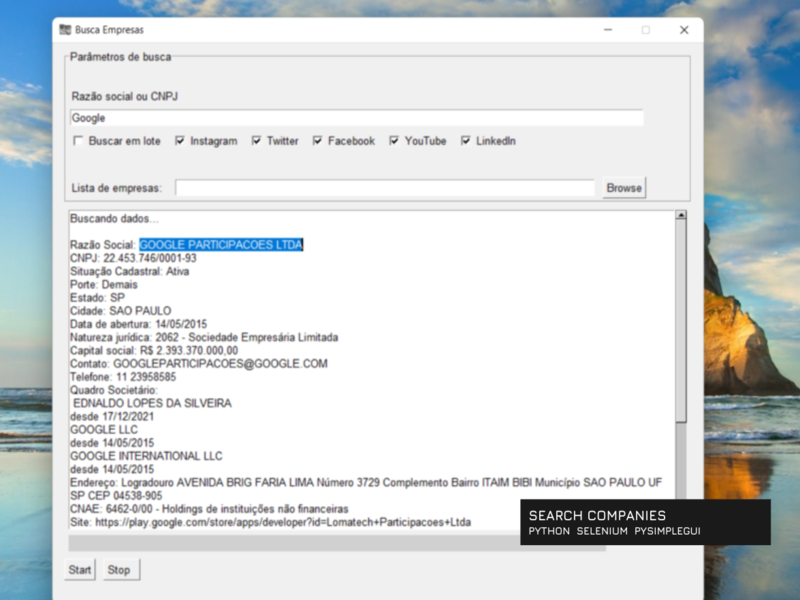 Busca Empresas
Parâmetros de busca
Razão social ou CNPJ
Google
Buscar em lote Instagram Twitter Facebook YouTube LinkedIn
Lista de empresas: Browse
Buscando dados...
Razão Social: GOOGLE PARTICIPACOES LTDA
CNPJ: 22.453.746/0001-93
Situação Cadastral: Ativa
Porte: Demais
Estado: SP
Cidade: SAO PAULO
Data de abertura: 14/05/2015
Natureza jurídica: 2062 - Sociedade Empresária Limitada
Capital social: R$ 2.393.370.000,00
Contato: GOOGLEPARTICIPACOES@GOOGLE.COM
Telefone: 11 23958585
Quadro Societário:
EDNALDO LOPES DA SILVEIRA
desde 17/12/2021
GOOGLE LLC
desde 14/05/2015
GOOGLE INTERNATIONAL LLC
desde 14/05/2015
Endereço: Logradouro AVENIDA BRIG FARIA LIMA Número 3729 Complemento Bairro ITAIM BIBI Município SAO PAULO UF
SP CEP 04538-905
CNAE: 6462-0/00 - Holdings de instituições não financeiras
Site: https://play.google.com/store/apps/developer?id=Lomatech+Participacoes+Ltda
SEARCH COMPANIES
PYTHON SELENIUM PYSIMPLEGUI
Start Stop